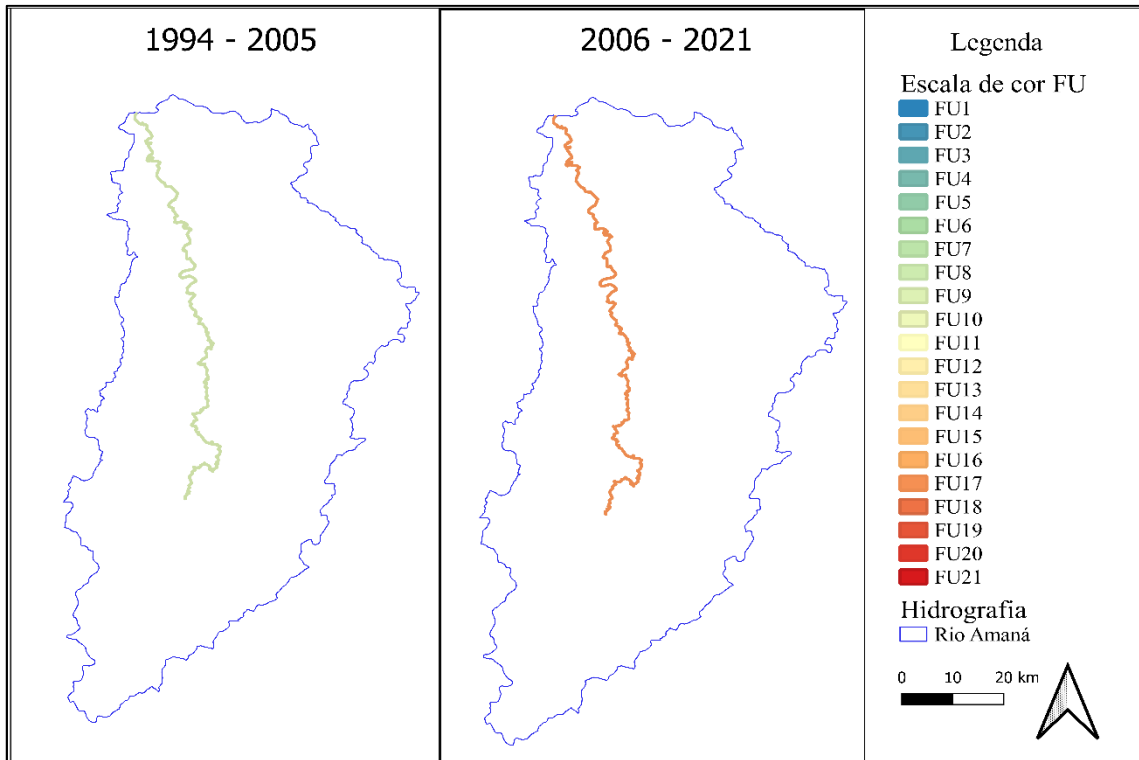 1994 - 2005
2006 - 2021
Legenda
Escala de cor FU
FU1
FU2
FU3
FU4
FU5
FU6
FU7
FU8
FU9
FU10
FU11
FU12
FU13
FU14
FU15
FU16
FU17
FU18
FU19
FU20
FU21
Hidrografia
Rio Amaná
0 10 20 km